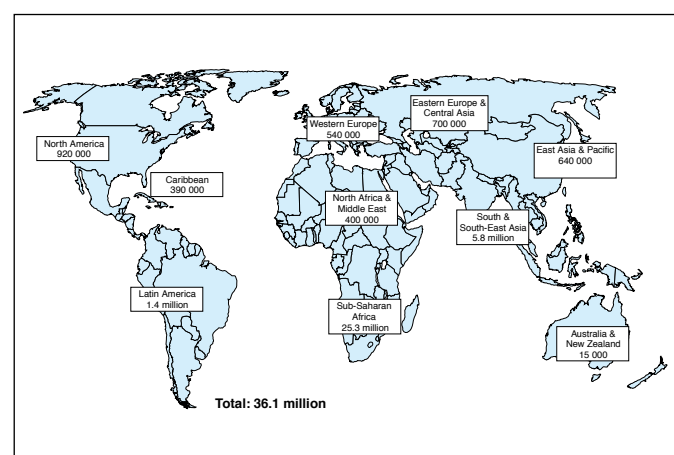 North America
920 000
Caribbean
390 000
Latin America
1.4 million
Western Europe
540 000
North Africa &
Middle East
400 000
Sub-Saharan
Africa
25.3 million
Eastern Europe &
Central Asia
700 000
East Asia & Pacific
640 000
South &
South-East Asia
5.8 million
Australia &
New Zealand
15 000
Total: 36.1 million